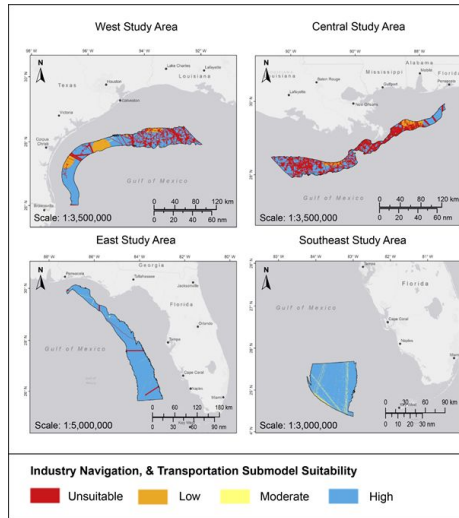 West Study Area
Central Study Area
Lake Charles
Lafayette
Texas
Houston
Louisiana
Galveston
Victoria
Corpus Christi
Gulf of Mexico
Brownsville
N
0 40 80 120 km
0 20 40 60 nm
Scale: 1:3,500,000
Alabama
Mississippi
Florida
Baton Rouge
Gulfport
Mobile
Pensacola
Lafayette
New Orleans
Gulf of Mexico
N
0 40 80 120 km
0 20 40 60 nm
Scale: 1:3,500,000
East Study Area
Southeast Study Area
Georgia
Pensacola
Tallahassee
Jacksonville
Florida
Orlando
Tampa
Gulf of Mexico
Cape Coral
Naples
Miami
N
0 60 120 180 km
0 30 60 90 nm
Scale: 1:5,000,000
Tampa
Florida
Gulf of Mexico
Cape Coral
Naples
N
0 30 60 90 km
0 10 20 30 nm
Scale: 1:3,000,000
Industry Navigation, & Transportation Submodel Suitability
Unsuitable Low Moderate High